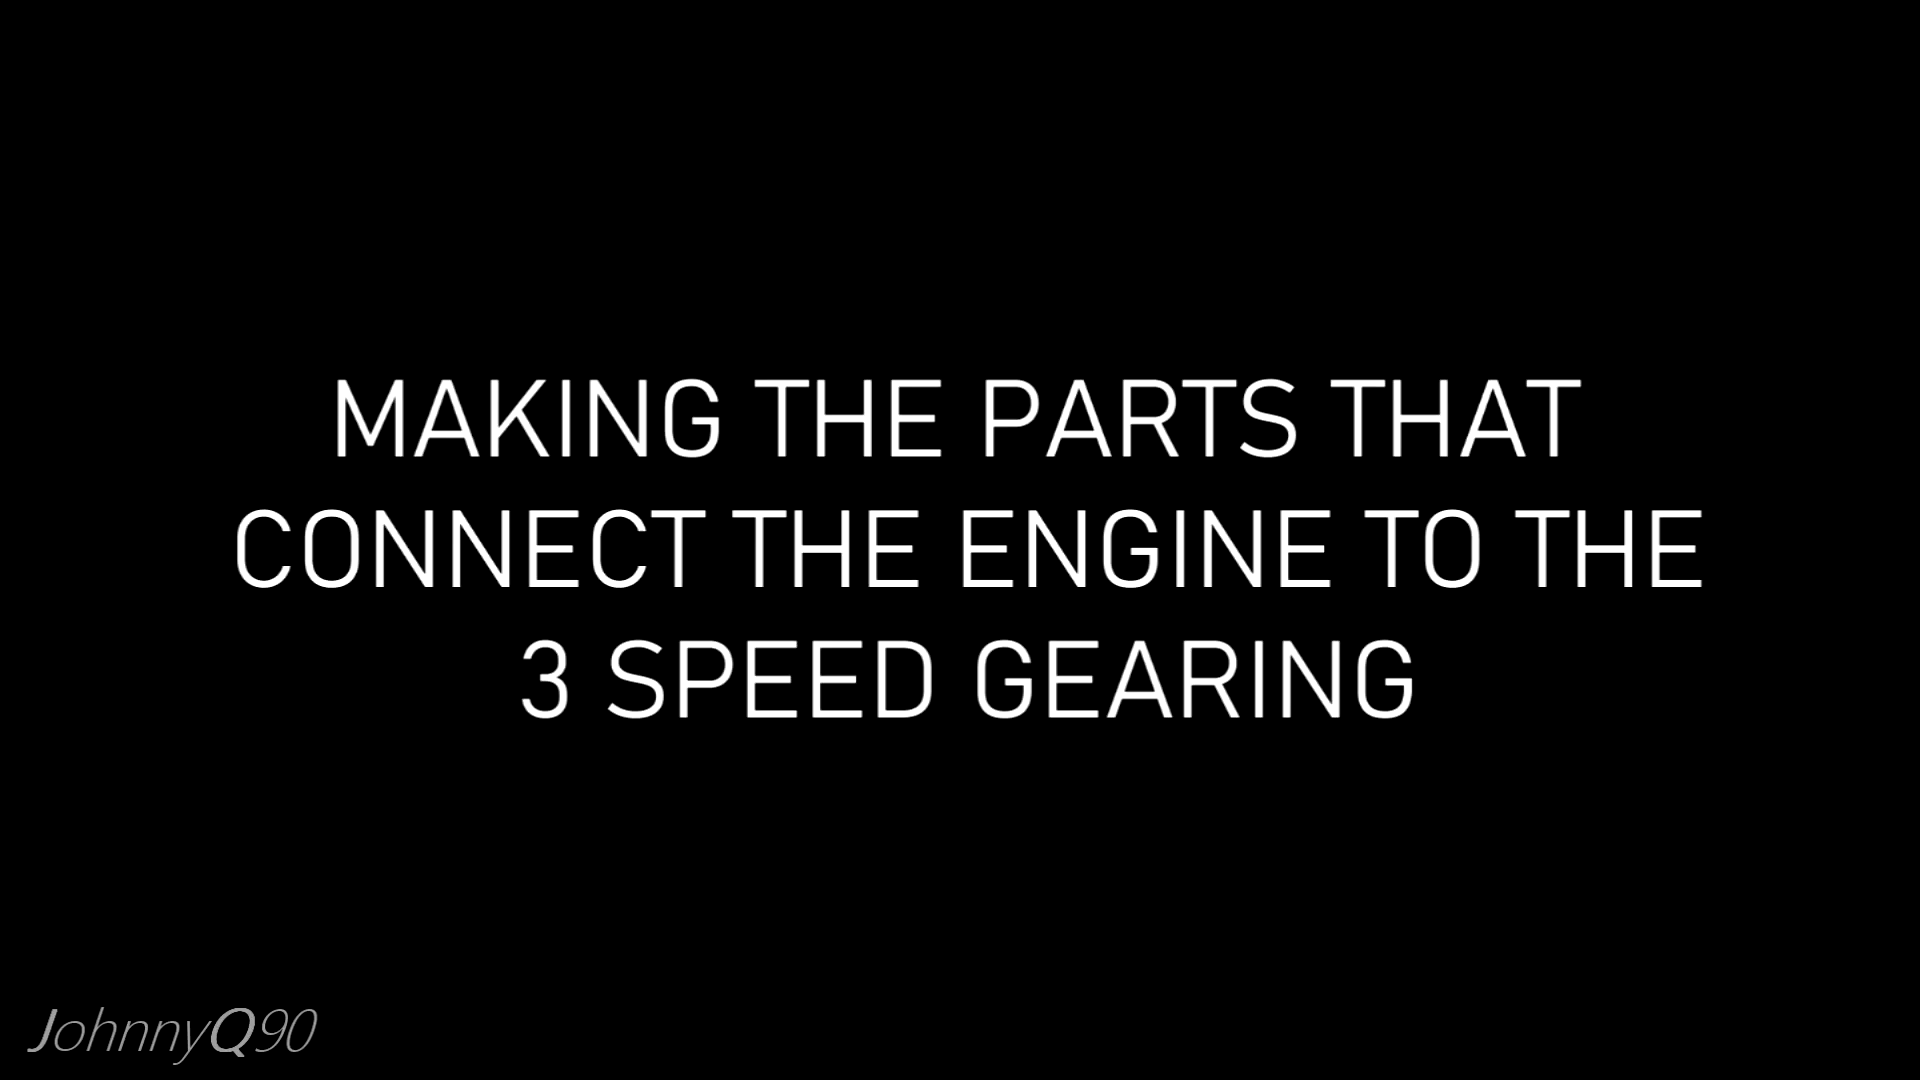 MAKING THE PARTS THAT
CONNECT THE ENGINE TO THE
3 SPEED GEARING
JohnnyQ90